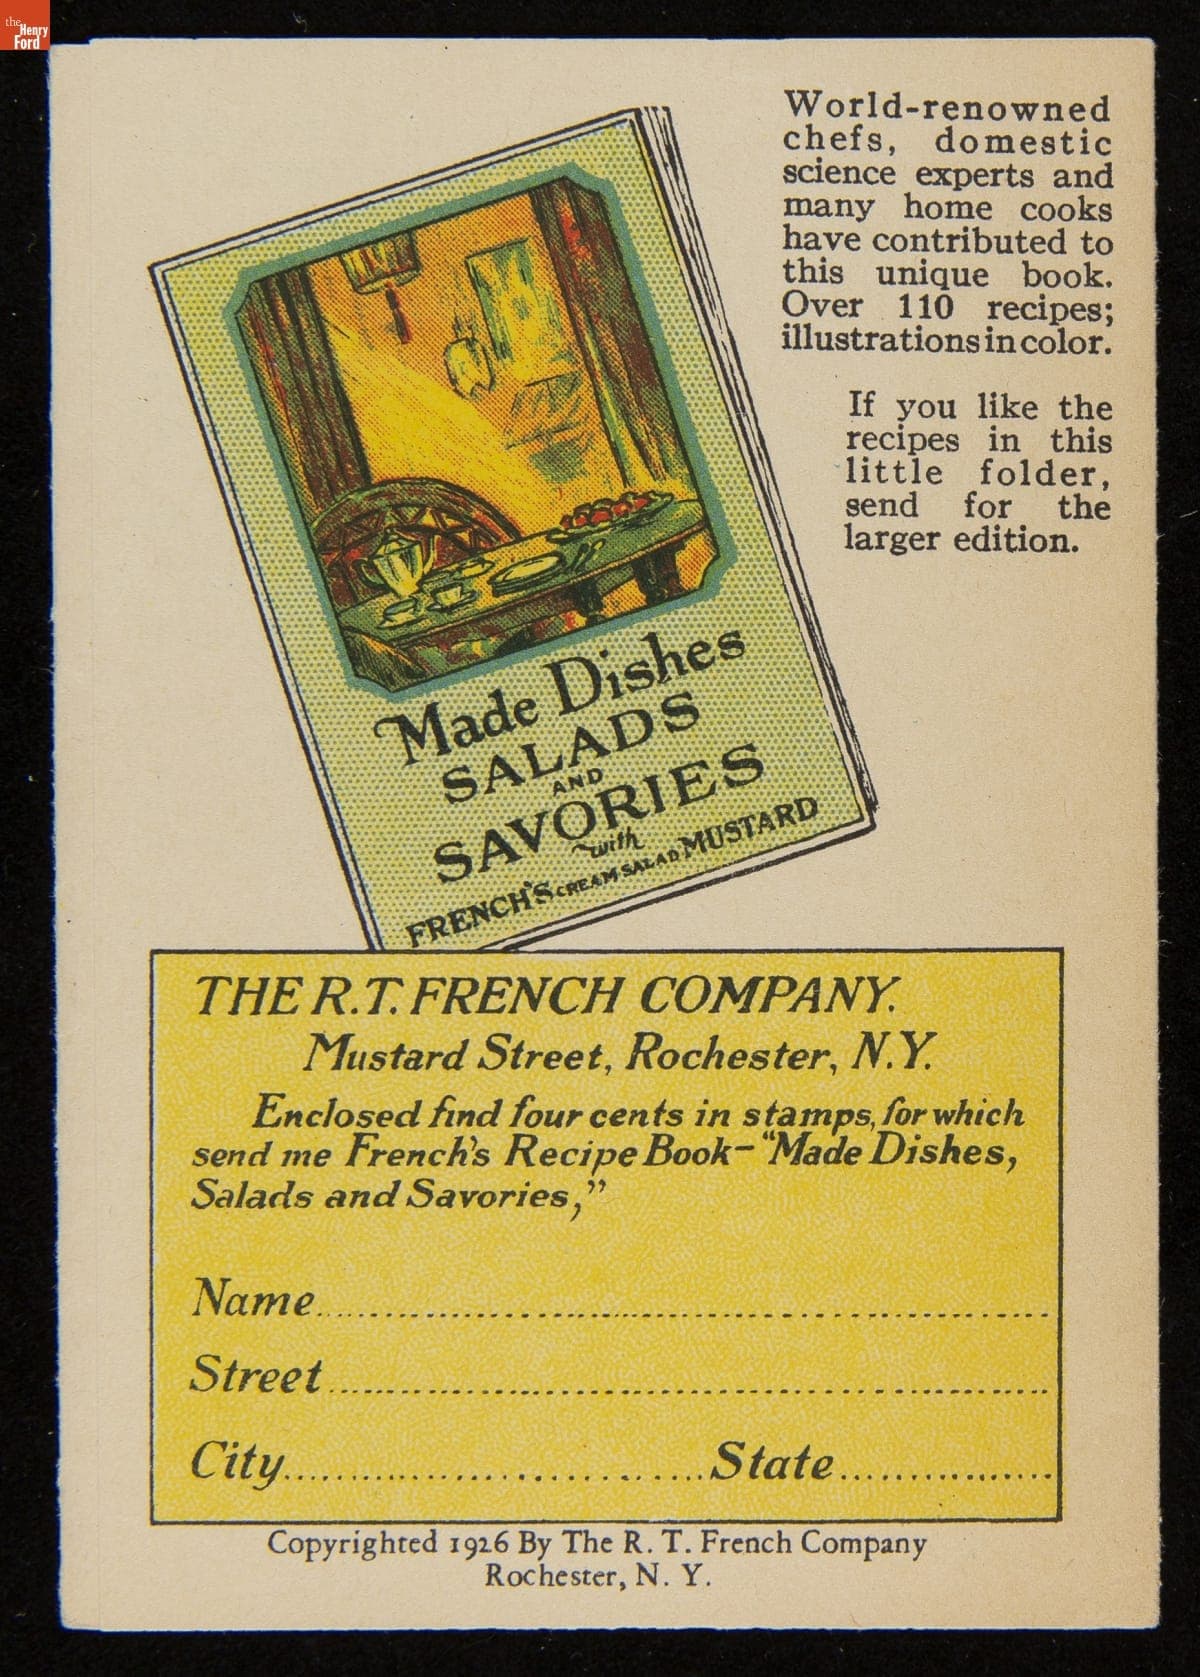 the
Henry
Ford
World-renowned
chefs, domestic
science experts and
many home cooks
have contributed to
this unique book.
Over 110 recipes;
illustrations in color.
If you like the
recipes in this
little folder,
send for the
larger edition.
Made Dishes
SALADS
AND
SAVORIES
with
FRENCH'S CREAM SALAD MUSTARD
THE R.T. FRENCH COMPANY.
Mustard Street, Rochester, N.Y.
Enclosed find four cents in stamps, for which
send me French's Recipe Book—"Made Dishes,
Salads and Savories,"
Name
Street
City State
Copyrighted 1926 By The R. T. French Company
Rochester, N. Y.